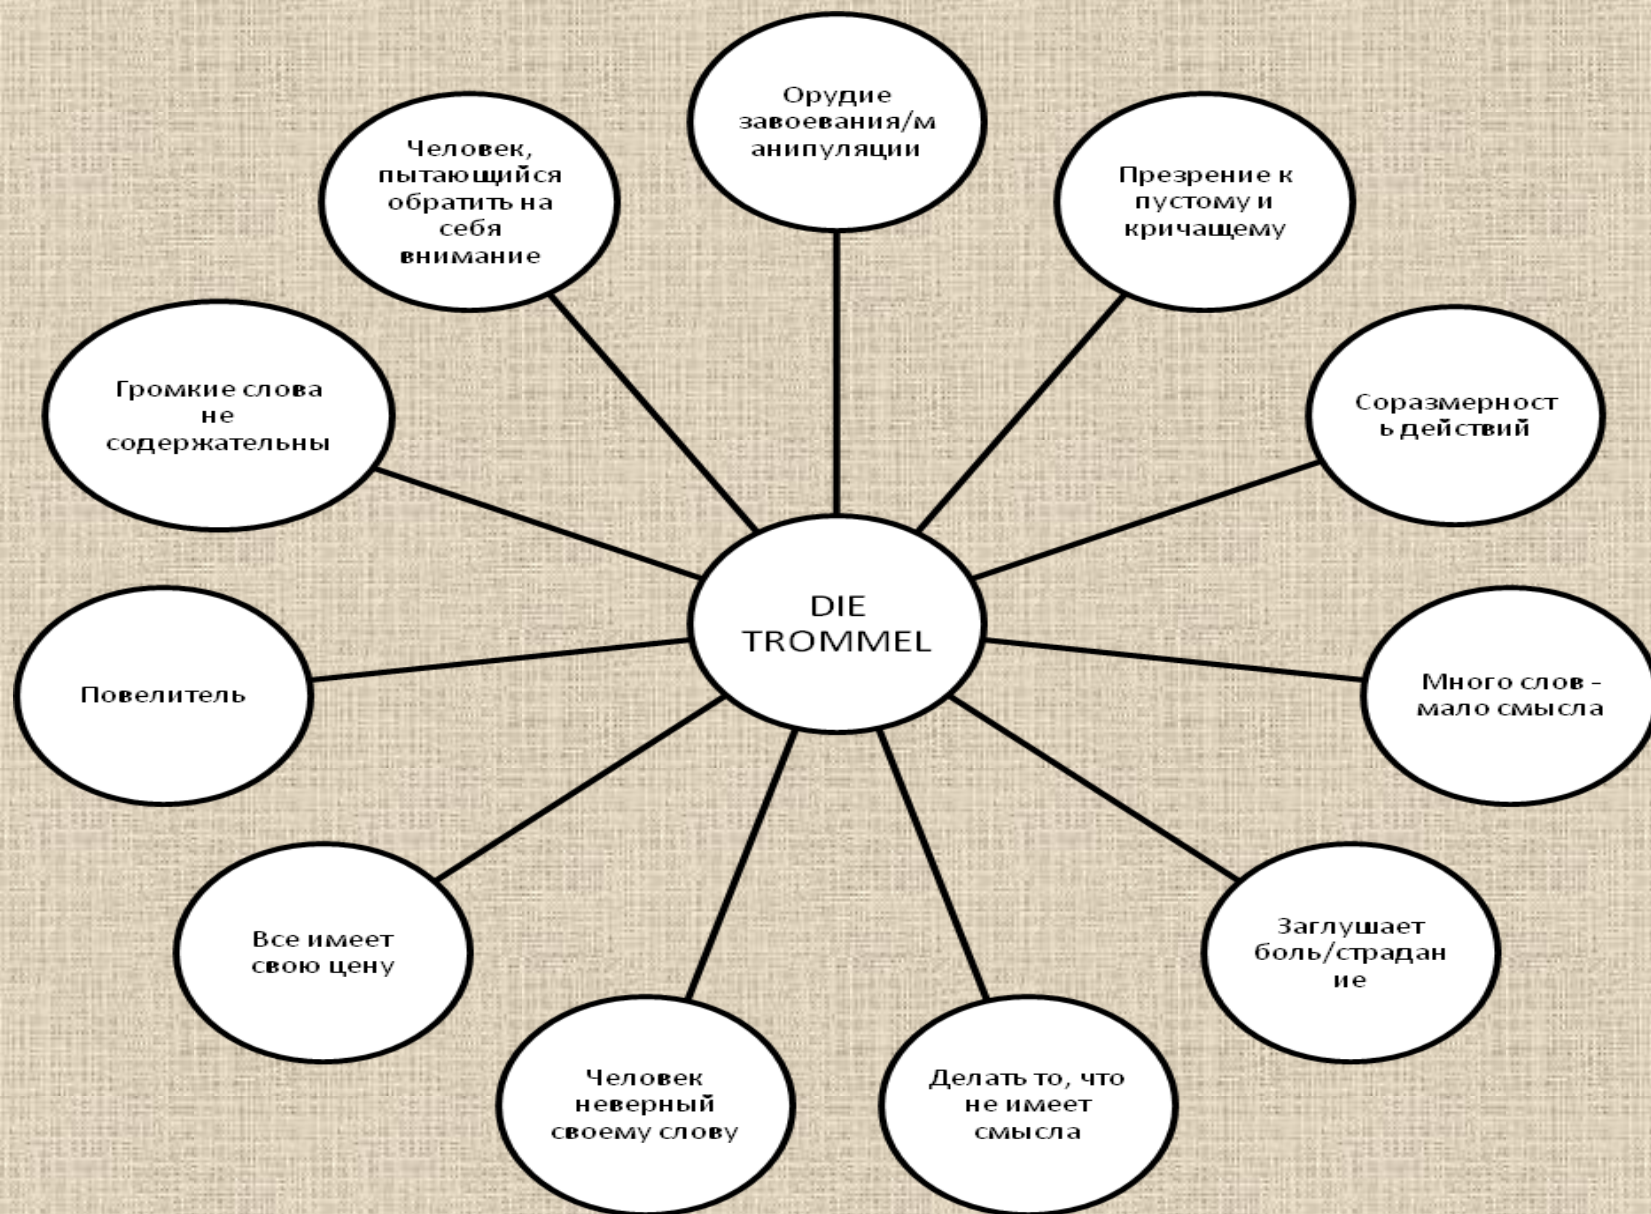 Орудие
завоевания/м
анипуляции
Человек,
пытающийся
обратить на
себя
внимание
Презрение к
пустому и
кричащему
Громкие слова
не
содержательны
Соразмерност
ь действий
DIE
TROMMEL
Повелитель
Много слов -
мало смысла
Все имеет
свою цену
Заглушает
боль/страдан
ие
Человек
неверный
своему слову
Делать то, что
не имеет
смысла